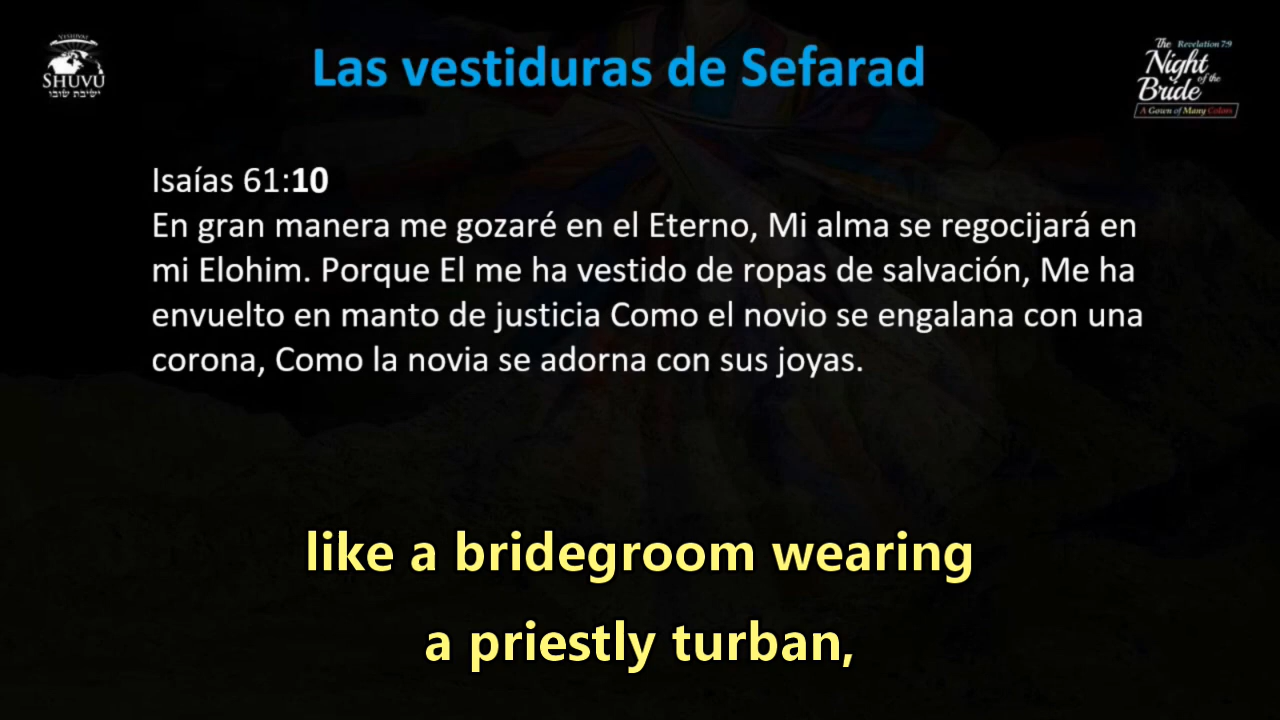 YESHIVAT
SHUVU
ישיבת שובו
Las vestiduras de Sefarad
The Revelation 7:9
Night
of the
Bride
A Gown of Many Colors
Isaías 61:10
En gran manera me gozaré en el Eterno, Mi alma se regocijará en
mi Elohim. Porque El me ha vestido de ropas de salvación, Me ha
envuelto en manto de justicia Como el novio se engalana con una
corona, Como la novia se adorna con sus joyas.
like a bridegroom wearing
a priestly turban,